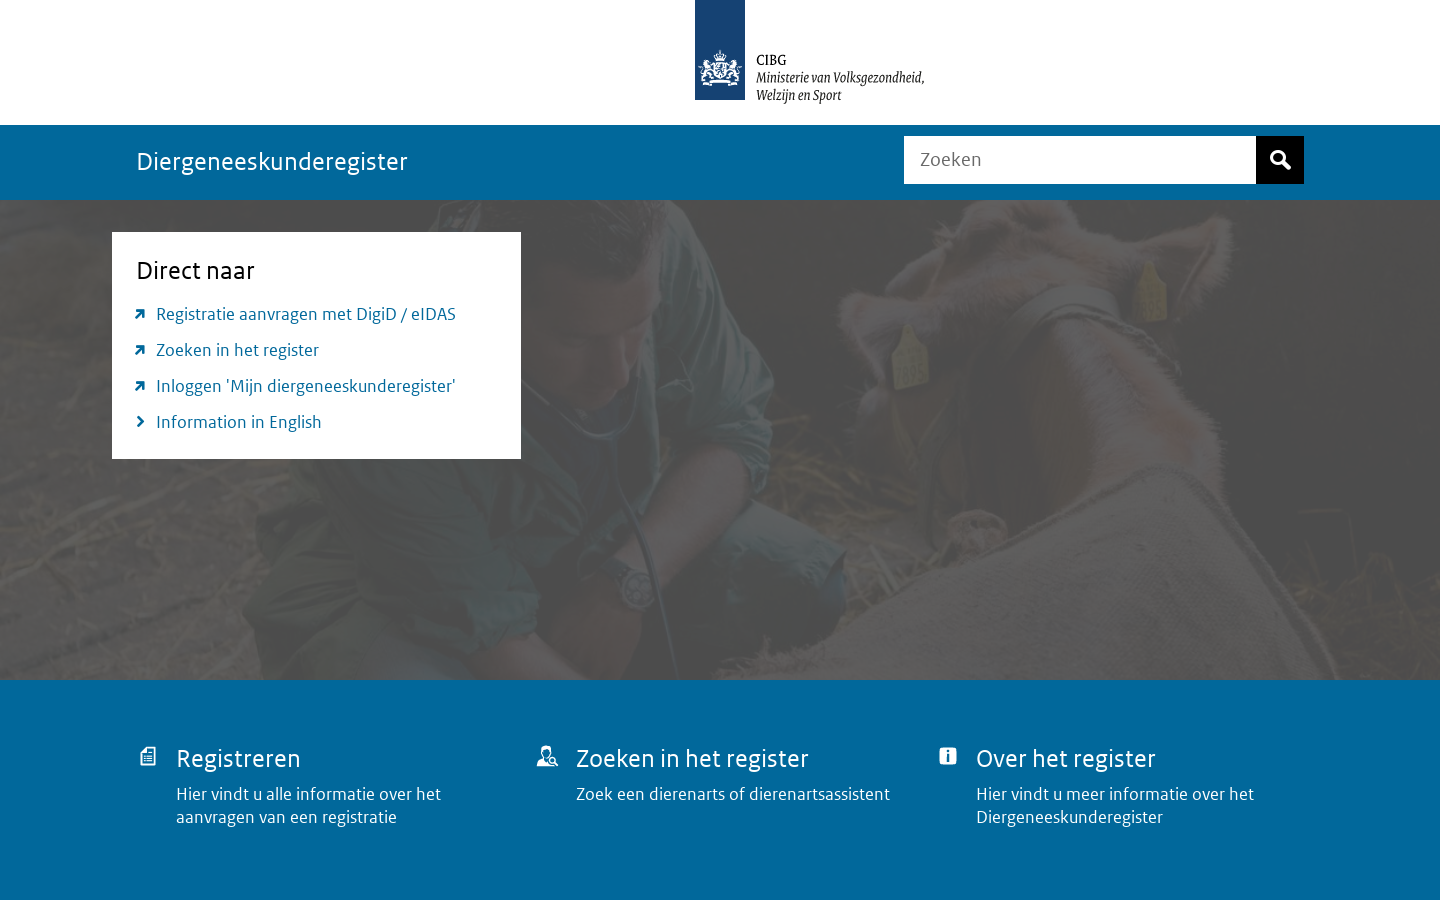 CIBG
Ministerie van Volksgezondheid,
Welzijn en Sport
Diergeneeskunderegister
Zoeken
Direct naar
Registratie aanvragen met DigiD / eIDAS
Zoeken in het register
Inloggen 'Mijn diergeneeskunderegister'
Information in English
Registreren
Hier vindt u alle informatie over het
aanvragen van een registratie
Zoeken in het register
Zoek een dierenarts of dierenartsassistent
Over het register
Hier vindt u meer informatie over het
Diergeneeskunderegister